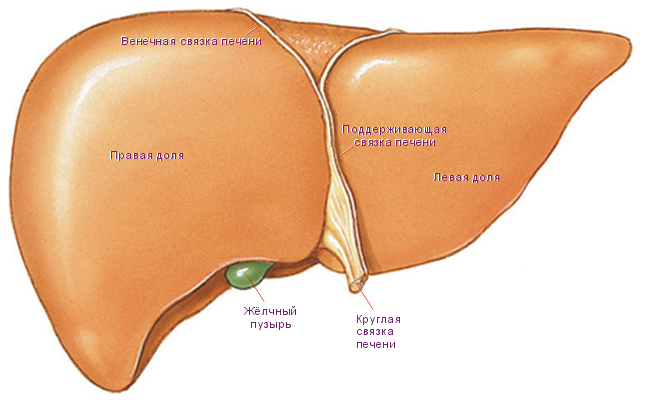 Венечная связка печени
Поддерживающая
связка печени
Правая доля
Левая доля
Жёлчный
пузырь
Круглая
связка
печени